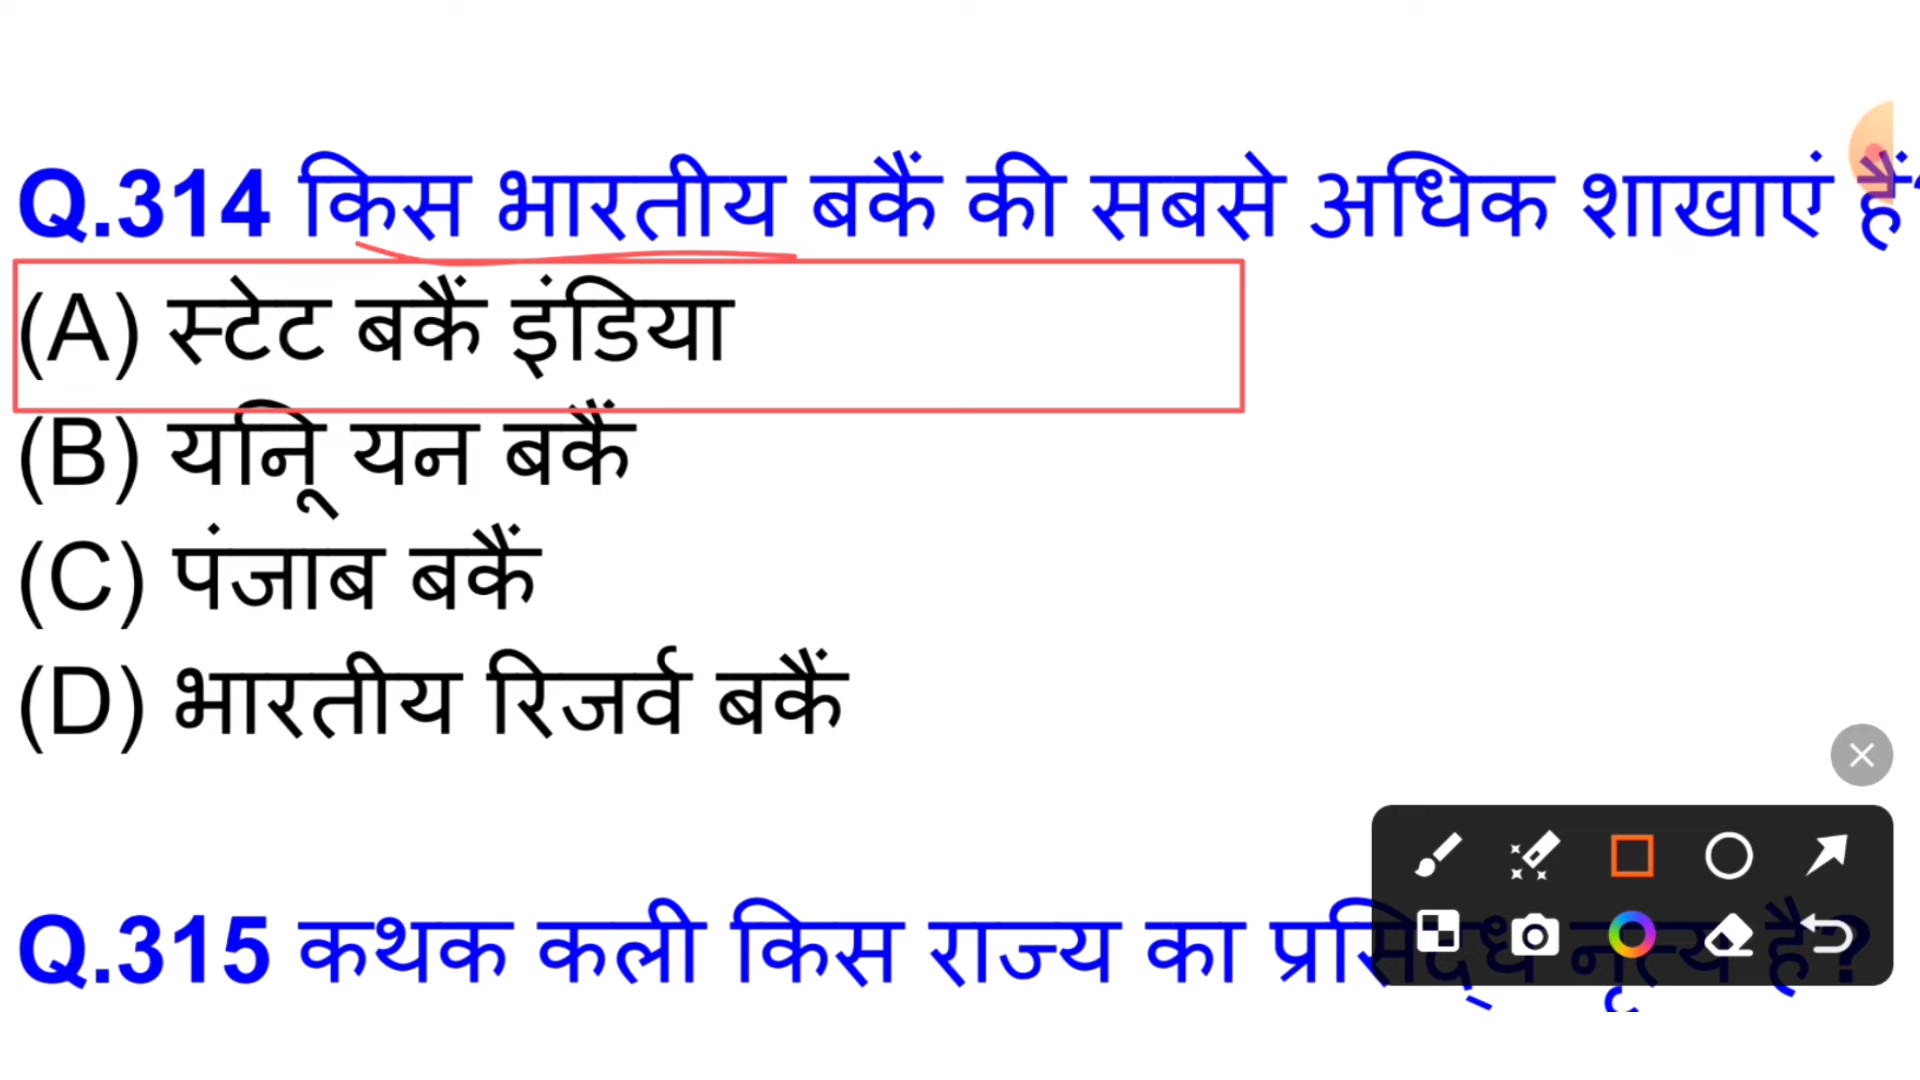 Q.314 किस भारतीय बकैं की सबसे अधिक शाखाएं हैं?
(A) स्टेट बकैं इंडिया
(B) यनिू यन बकैं
(C) पंजाब बकैं
(D) भारतीय रिजर्व बकैं
Q.315 कथक कली किस राज्य का प्रसिद्ध नृत्य है?